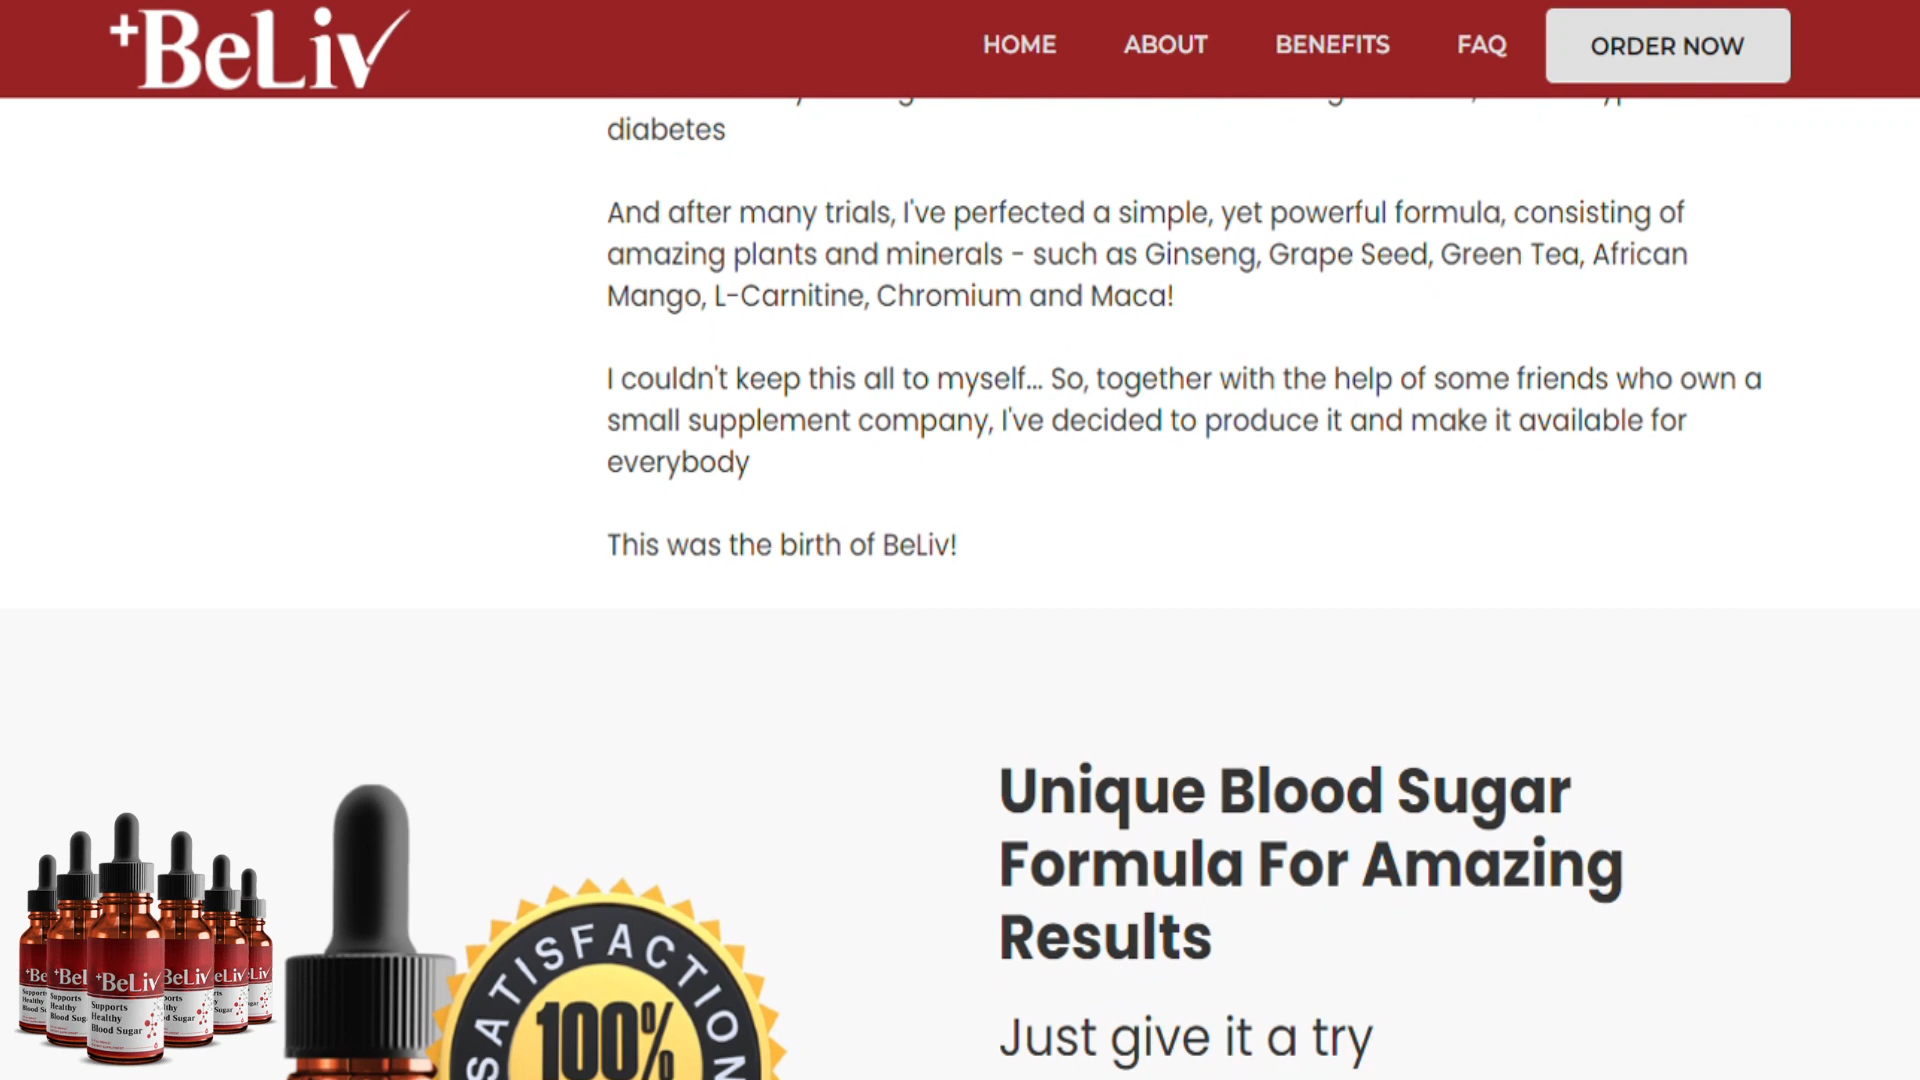 +BeLiv
HOME ABOUT BENEFITS FAQ ORDER NOW
diabetes
And after many trials, I've perfected a simple, yet powerful formula, consisting of
amazing plants and minerals - such as Ginseng, Grape Seed, Green Tea, African
Mango, L-Carnitine, Chromium and Maca!
I couldn't keep this all to myself... So, together with the help of some friends who own a
small supplement company, I've decided to produce it and make it available for
everybody
This was the birth of BeLiv!
Unique Blood Sugar
Formula For Amazing
Results
Just give it a try
SATISFACTION
100%
+BeLiv
Supports
Healthy
Blood Sugar